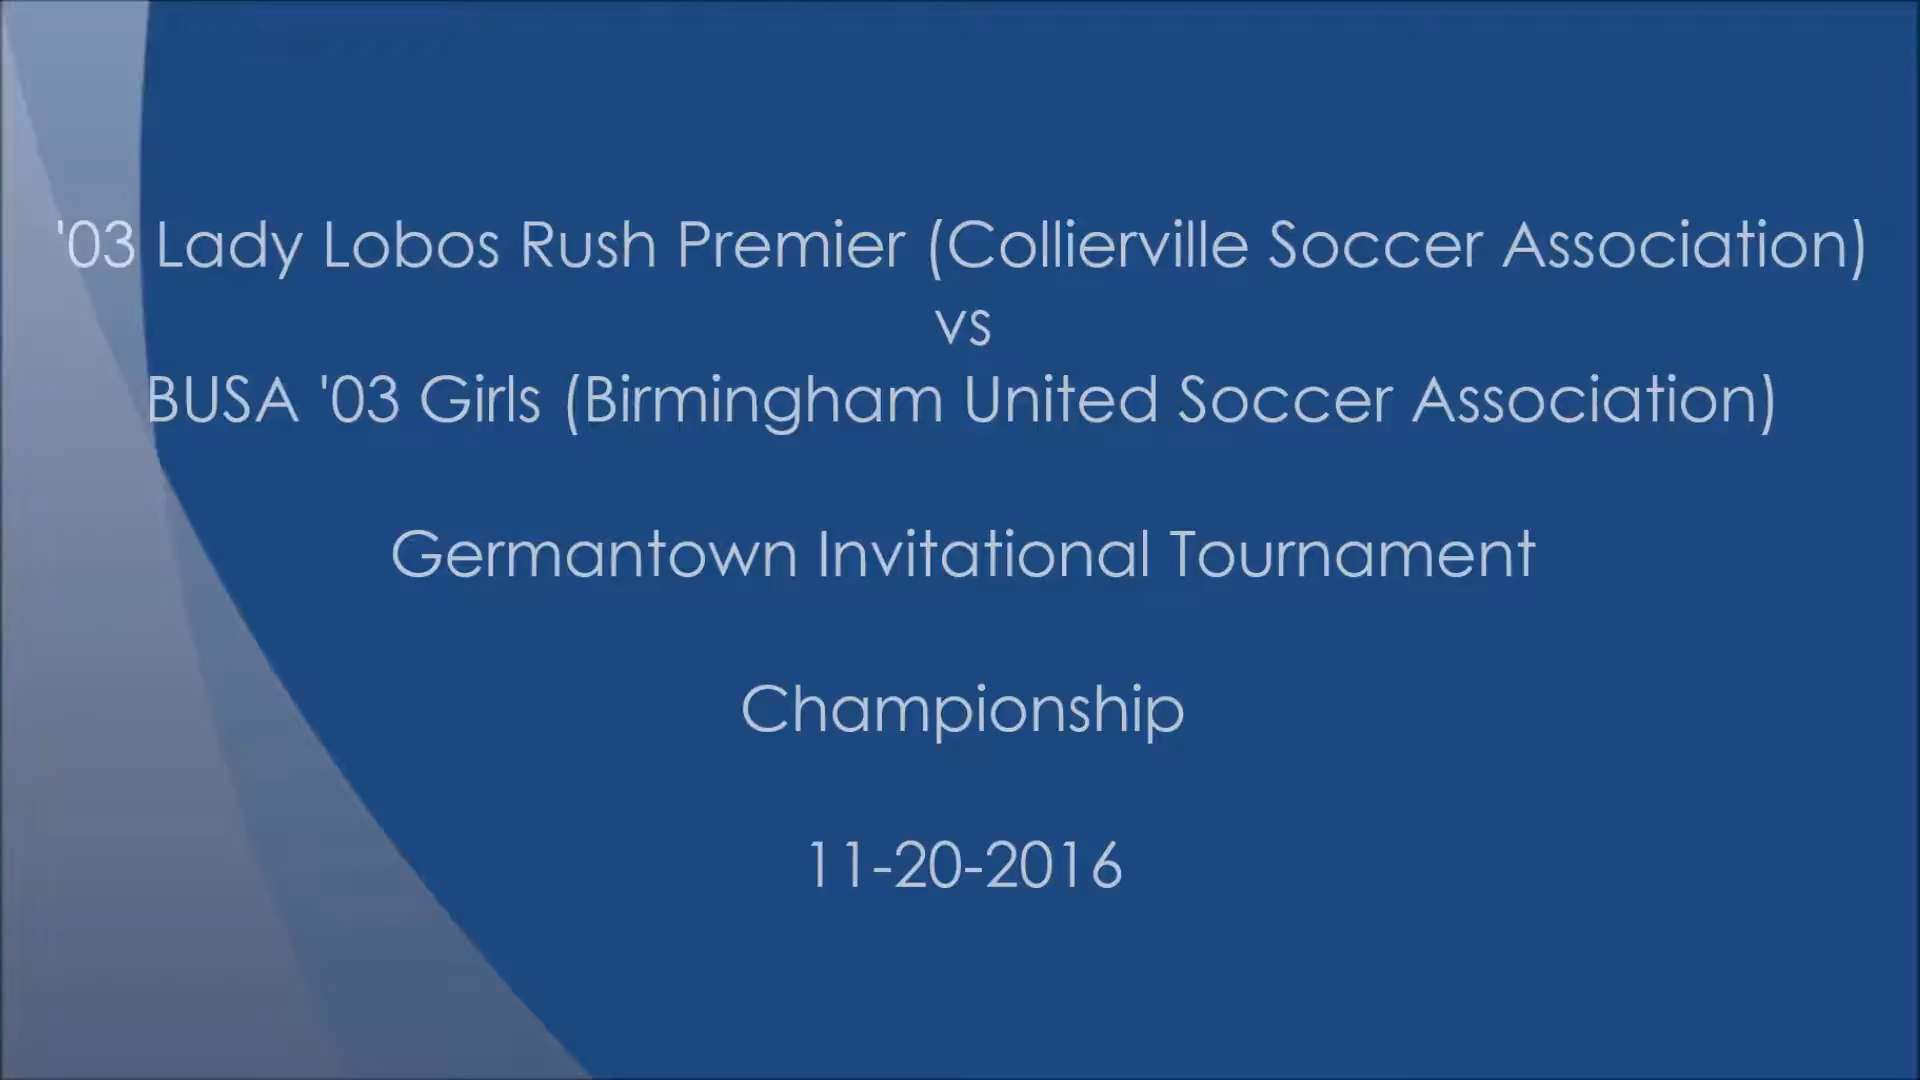 '03 Lady Lobos Rush Premier (Collierville Soccer Association)
vs
BUSA '03 Girls (Birmingham United Soccer Association)
Germantown Invitational Tournament
Championship
11-20-2016